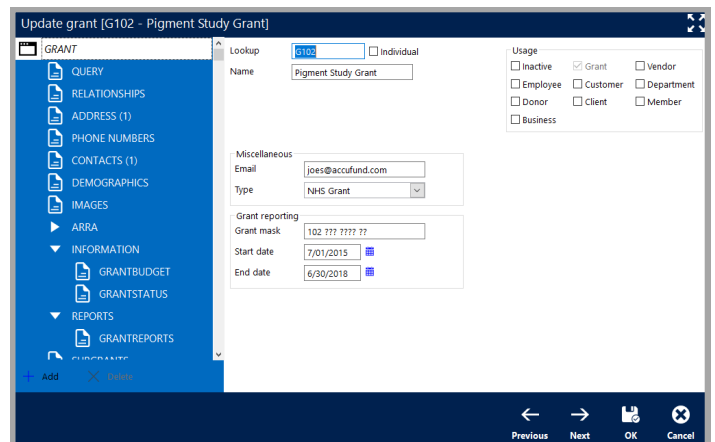 Update grant [G102 - Pigment Study Grant]
GRANT
QUERY
RELATIONSHIPS
ADDRESS (1)
PHONE NUMBERS
CONTACTS (1)
DEMOGRAPHICS
IMAGES
ARRA
INFORMATION
GRANTBUDGET
GRANTSTATUS
REPORTS
GRANTREPORTS
SUBGRANTS
Add Delete
Lookup G102 Individual
Name Pigment Study Grant
Usage
Inactive Grant Vendor
Employee Customer Department
Donor Client Member
Business
Miscellaneous
Email joes@accufund.com
Type NHS Grant
Grant reporting
Grant mask 102 ??? ???? ??
Start date 7/01/2015
End date 6/30/2018
Previous Next OK Cancel